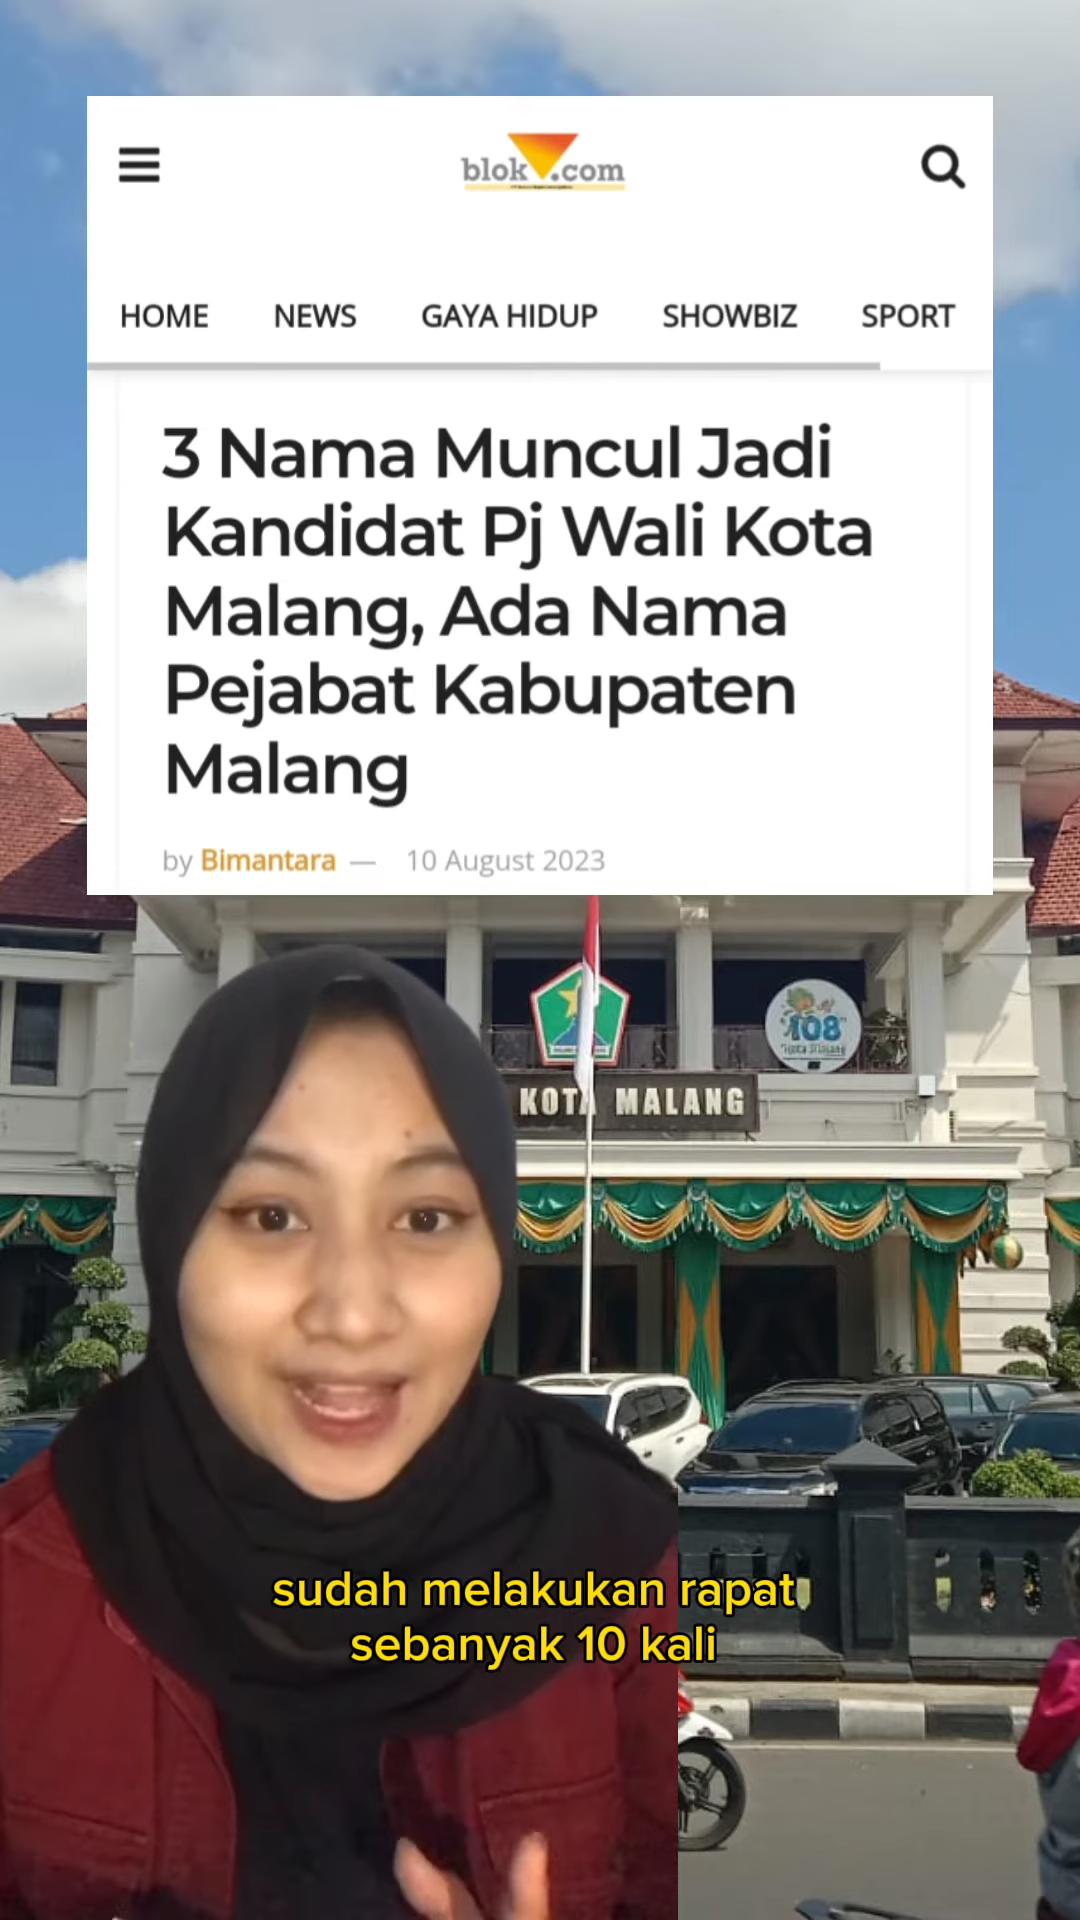 blok.com
HOME NEWS GAYA HIDUP SHOWBIZ SPORT
3 Nama Muncul Jadi
Kandidat Pj Wali Kota
Malang, Ada Nama
Pejabat Kabupaten
Malang
by Bimantara — 10 August 2023
108
KOTA MALANG
sudah melakukan rapat
sebanyak 10 kali